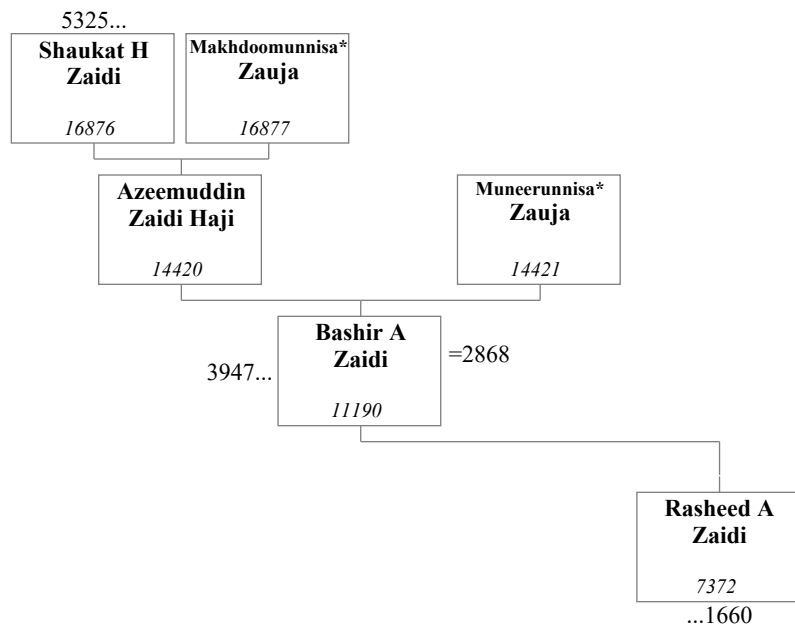 5325...
Shaukat H
Zaidi
16876
Makhdoomunnisa*
Zauja
16877
Azeemuddin
Zaidi Haji
14420
Muneerunnisa*
Zauja
14421
3947...
Bashir A
Zaidi
11190
=2868
Rasheed A
Zaidi
7372
...1660